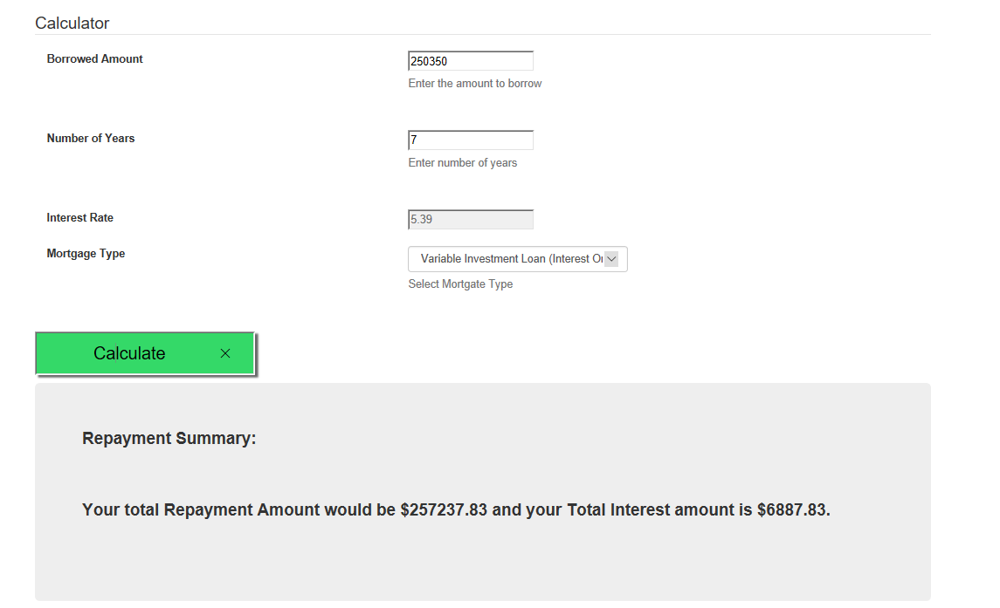 Calculator
Borrowed Amount
250350
Enter the amount to borrow
Number of Years
7
Enter number of years
Interest Rate
5.39
Mortgage Type
Variable Investment Loan (Interest
Select Mortgate Type
Calculate
Repayment Summary:
Your total Repayment Amount would be $257237.83 and your Total Interest amount is $6887.83.